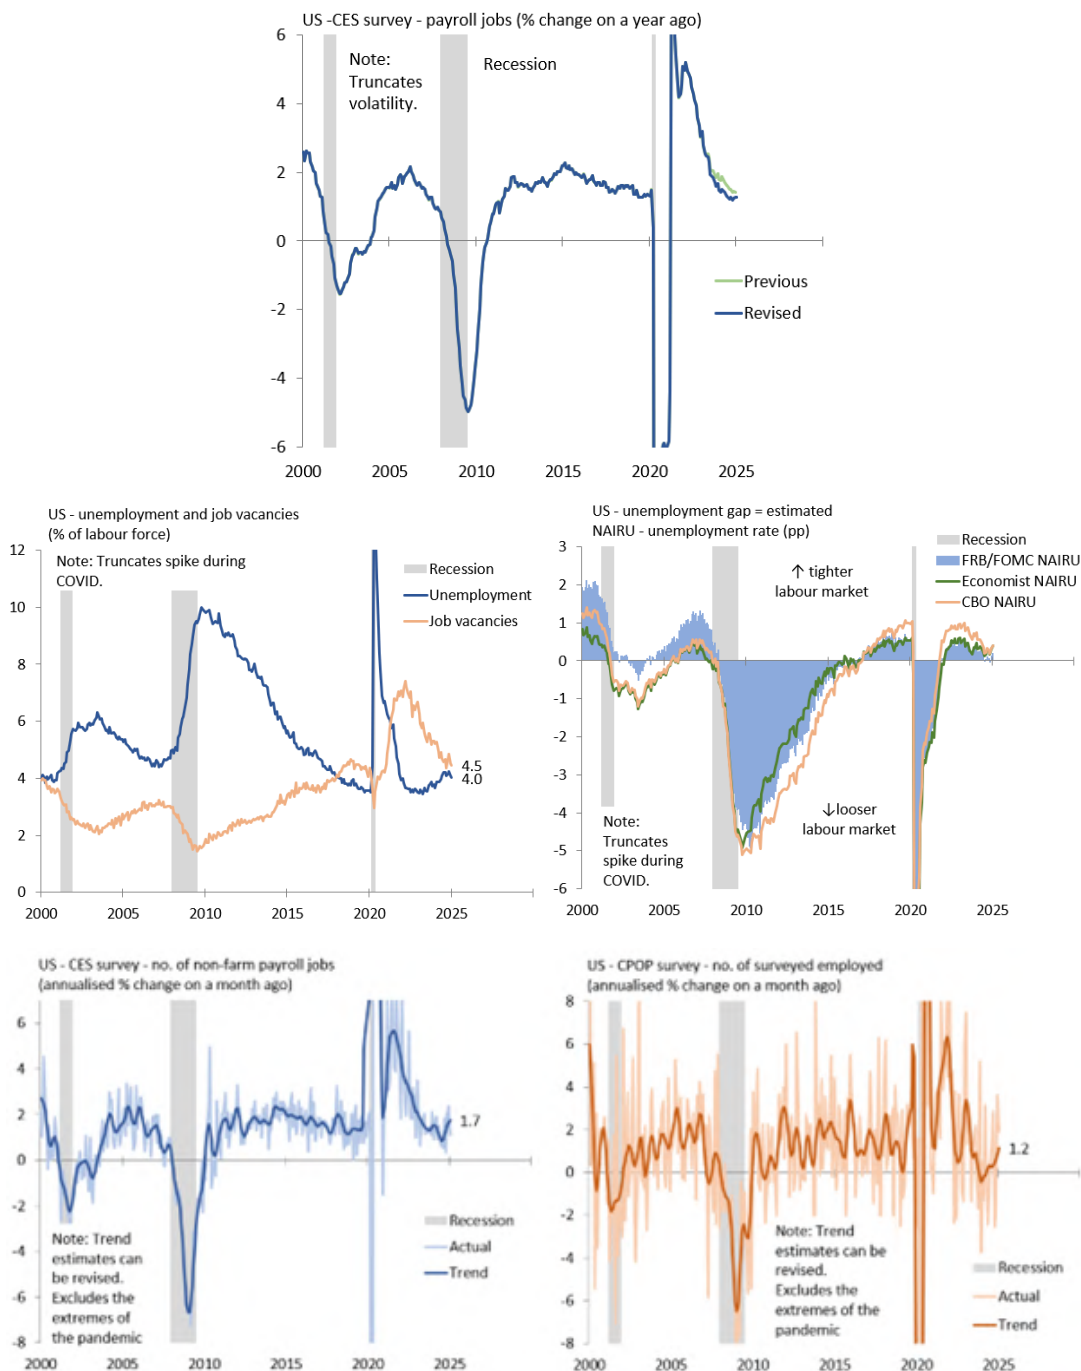 US -CES survey - payroll jobs (% change on a year ago)
6
4
2
0
-2
-4
-6
Note:
Truncates
volatility.
Recession
Previous
Revised
2000 2005 2010 2015 2020 2025
US - unemployment and job vacancies
(% of labour force)
12
10
8
6
4
2
0
Note: Truncates spike during
COVID.
Recession
Unemployment
Job vacancies
4.5
4.0
2000 2005 2010 2015 2020 2025
US - unemployment gap = estimated
NAIRU - unemployment rate (pp)
3
2
1
0
-1
-2
-3
-4
-5
-6
Recession
FRB/FOMC NAIRU
Economist NAIRU
CBO NAIRU
↑ tighter
labour market
↓looser
labour market
Note:
Truncates
spike during
COVID.
2000 2005 2010 2015 2020 2025
US - CES survey - no. of non-farm payroll jobs
(annualised % change on a month ago)
6
4
2
0
-2
-4
-6
-8
1.7
Note: Trend
estimates can
be revised.
Excludes the
extremes of
the pandemic
Recession
Actual
Trend
2000 2005 2010 2015 2020 2025
US - CPOP survey - no. of surveyed employed
(annualised % change on a month ago)
8
6
4
2
0
-2
-4
-6
-8
1.2
Note: Trend
estimates can be
revised.
Excludes the
extremes of the
pandemic
Recession
Actual
Trend
2000 2005 2010 2015 2020 2025